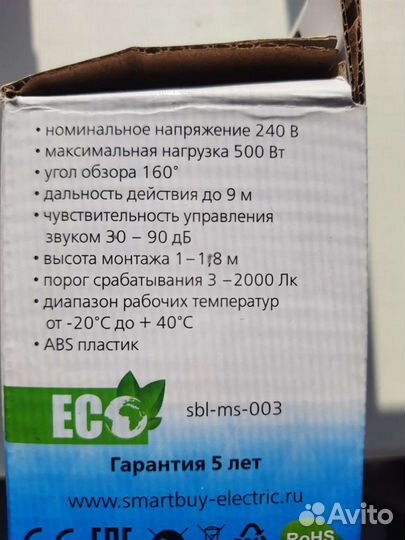 • номинальное напряжение 240 В
• максимальная нагрузка 500 Вт
• угол обзора 160°
• дальность действия до 9 м
• чувствительность управления
звуком 30 – 90 дБ
• высота монтажа 1–1,8 м
• порог срабатывания 3 –2000 Лк
• диапазон рабочих температур
от -20°С до + 40°С
• ABS пластик
ECO
sbl-ms-003
Гарантия 5 лет
www.smartbuy-electric.ru
RoHS
Avito